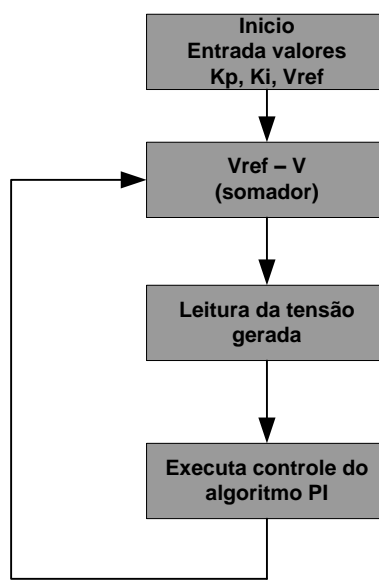 Inicio
Entrada valores
Kp, Ki, Vref
Vref – V
(somador)
Leitura da tensão
gerada
Executa controle do
algoritmo PI